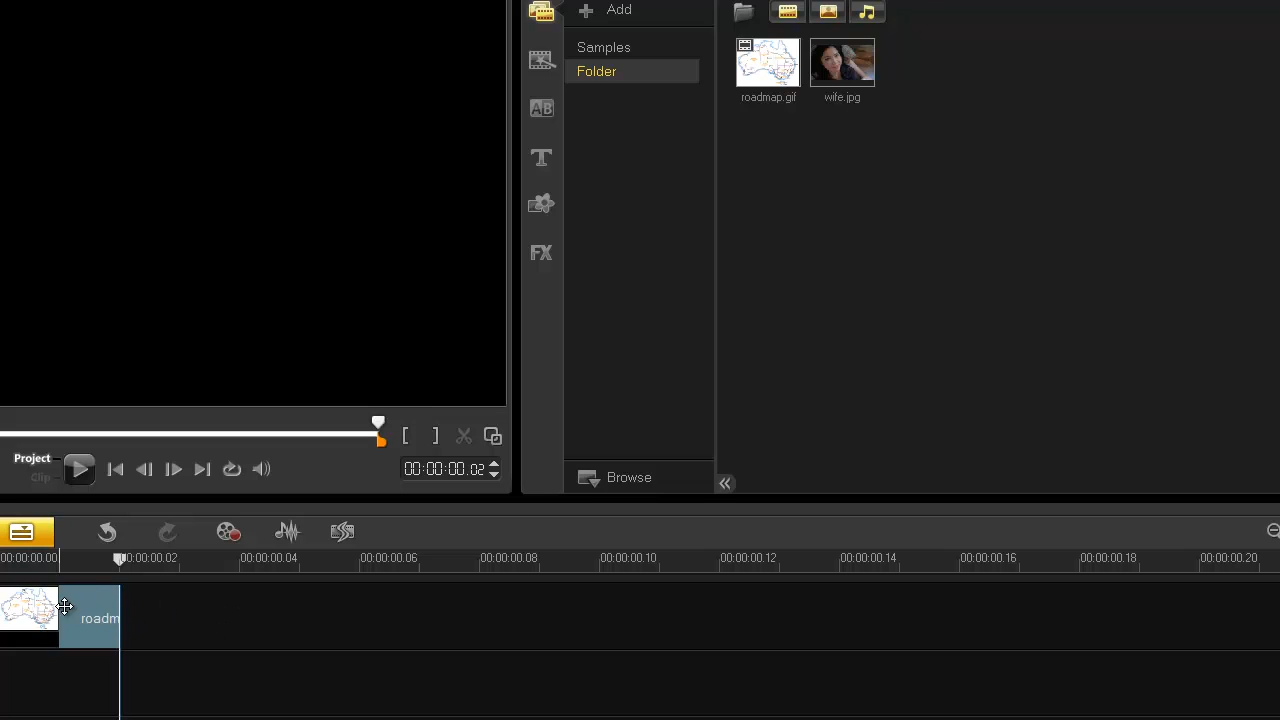 Add
Samples
Folder
roadmap.gif
wife.jpg
AB
T
FX
Project
Clip
00:00:00.02
Browse
00:00:00.00
00:00:00.02
00:00:00.04
00:00:00.06
00:00:00.08
00:00:00.10
00:00:00.12
00:00:00.14
00:00:00.16
00:00:00.18
00:00:00.20
roadm